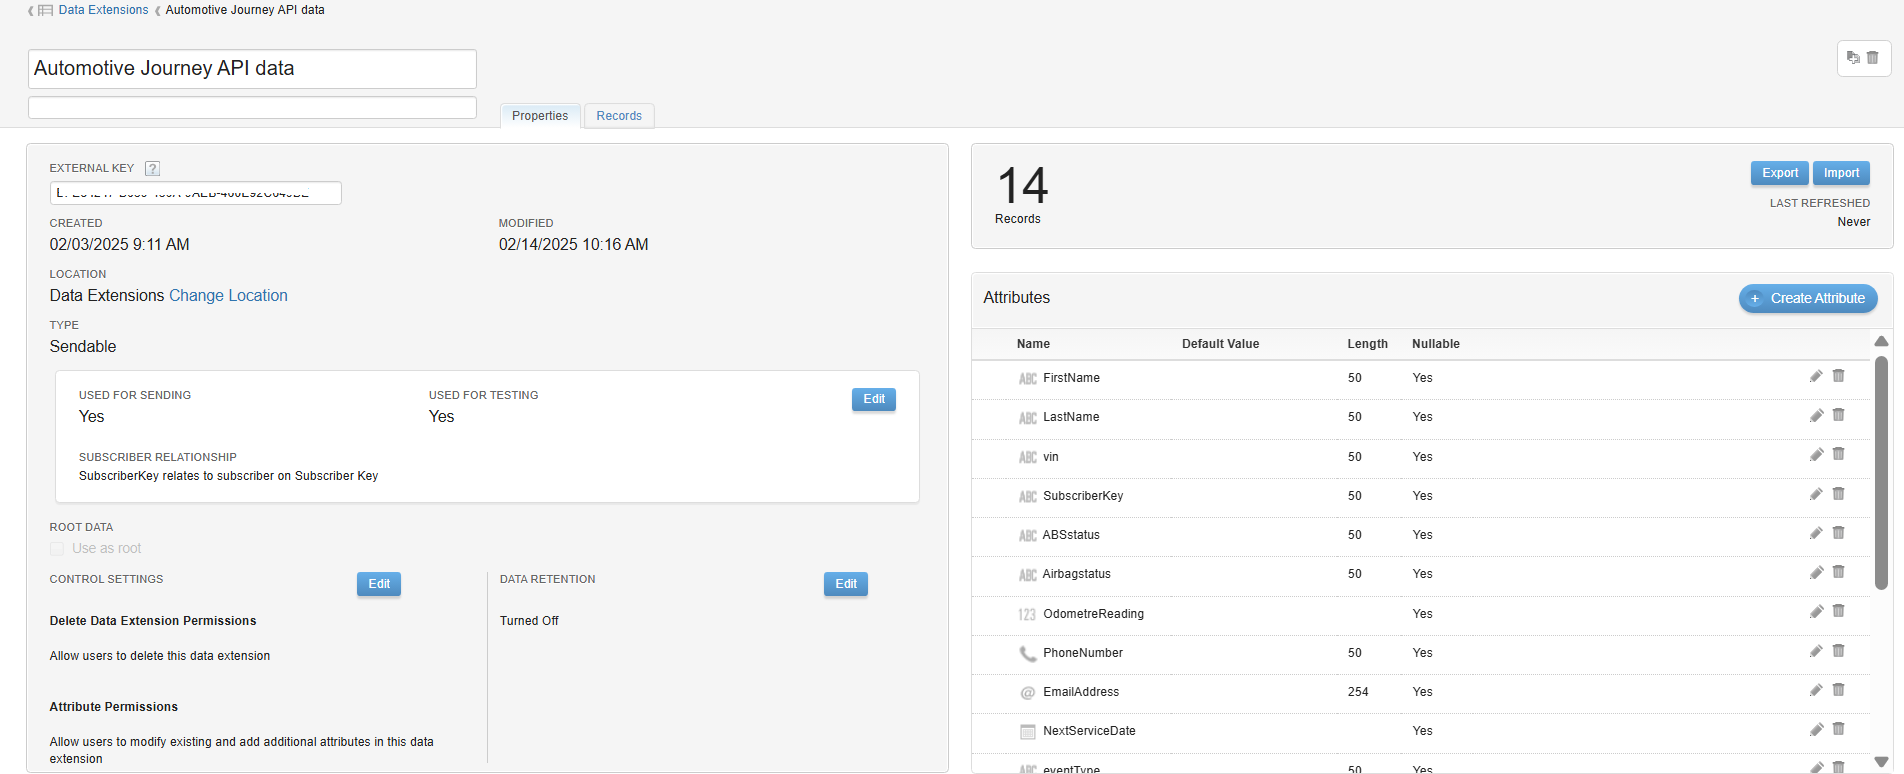 Data Extensions Automotive Journey API data
Automotive Journey API data
Properties Records
EXTERNAL KEY ?
CREATED
02/03/2025 9:11 AM
MODIFIED
02/14/2025 10:16 AM
LOCATION
Data Extensions Change Location
TYPE
Sendable
USED FOR SENDING
Yes
USED FOR TESTING
Yes
Edit
SUBSCRIBER RELATIONSHIP
SubscriberKey relates to subscriber on Subscriber Key
ROOT DATA
Use as root
CONTROL SETTINGS Edit
Delete Data Extension Permissions
Allow users to delete this data extension
Attribute Permissions
Allow users to modify existing and add additional attributes in this data
extension
DATA RETENTION Edit
Turned Off
14
Records
Export Import
LAST REFRESHED
Never
Attributes + Create Attribute
Name Default Value Length Nullable
ABC FirstName 50 Yes
ABC LastName 50 Yes
ABC vin 50 Yes
ABC SubscriberKey 50 Yes
ABC ABSstatus 50 Yes
ABC Airbagstatus 50 Yes
123 OdometreReading Yes
PhoneNumber 50 Yes
@ EmailAddress 254 Yes
NextServiceDate Yes
ABC eventType 50 Yes